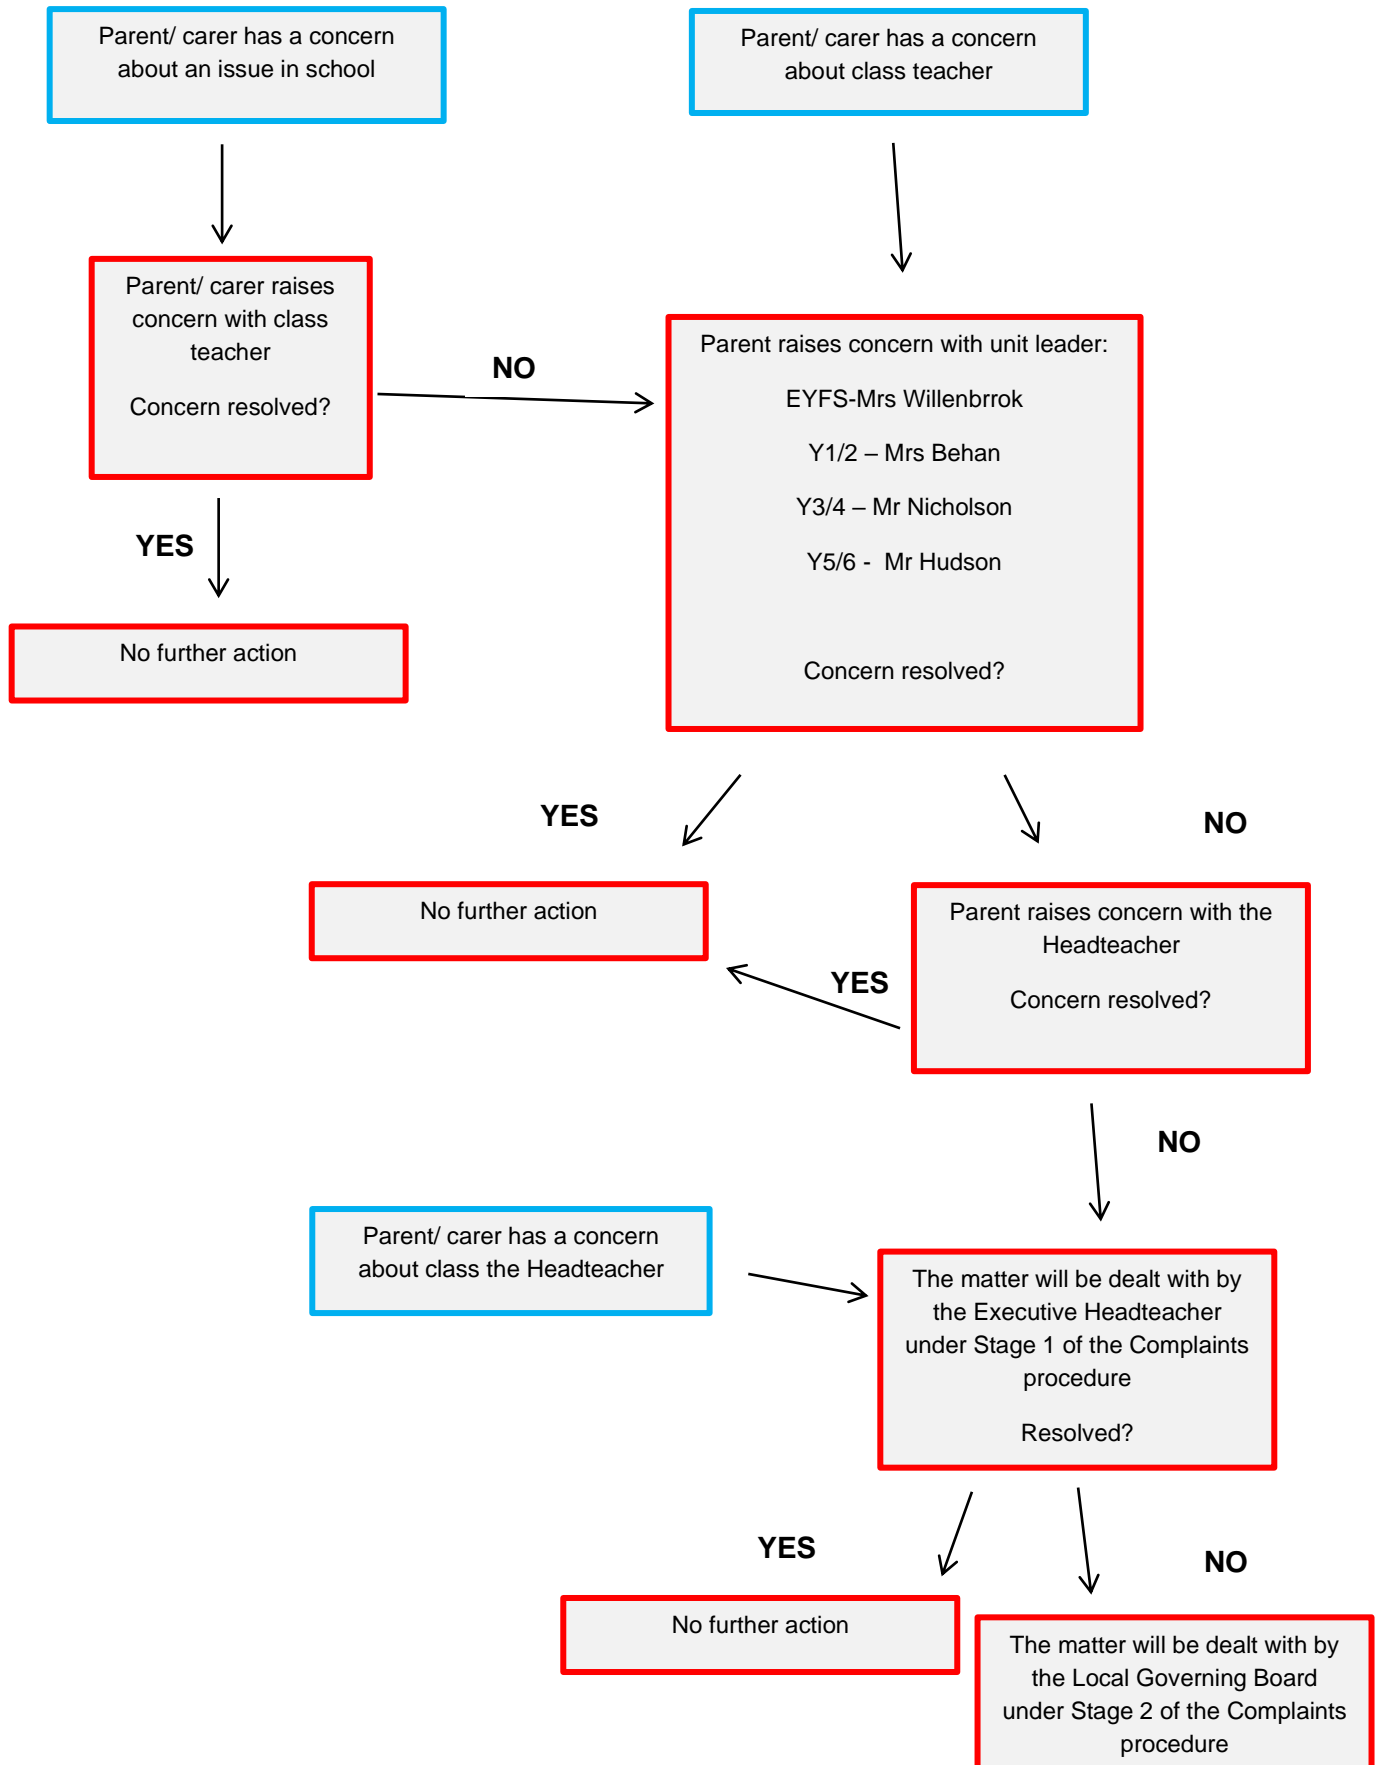 Parent/ carer has a concern
about an issue in school
Parent/ carer has a concern
about class teacher
Parent/ carer raises
concern with class
teacher
Concern resolved?
NO
Parent raises concern with unit leader:
EYFS-Mrs Willenbrrok
Y1/2 – Mrs Behan
Y3/4 – Mr Nicholson
Y5/6 - Mr Hudson
Concern resolved?
YES
No further action
YES
NO
No further action
Parent raises concern with the
Headteacher
Concern resolved?
YES
NO
Parent/ carer has a concern
about class the Headteacher
The matter will be dealt with by
the Executive Headteacher
under Stage 1 of the Complaints
procedure
Resolved?
YES
NO
No further action
The matter will be dealt with by
the Local Governing Board
under Stage 2 of the Complaints
procedure